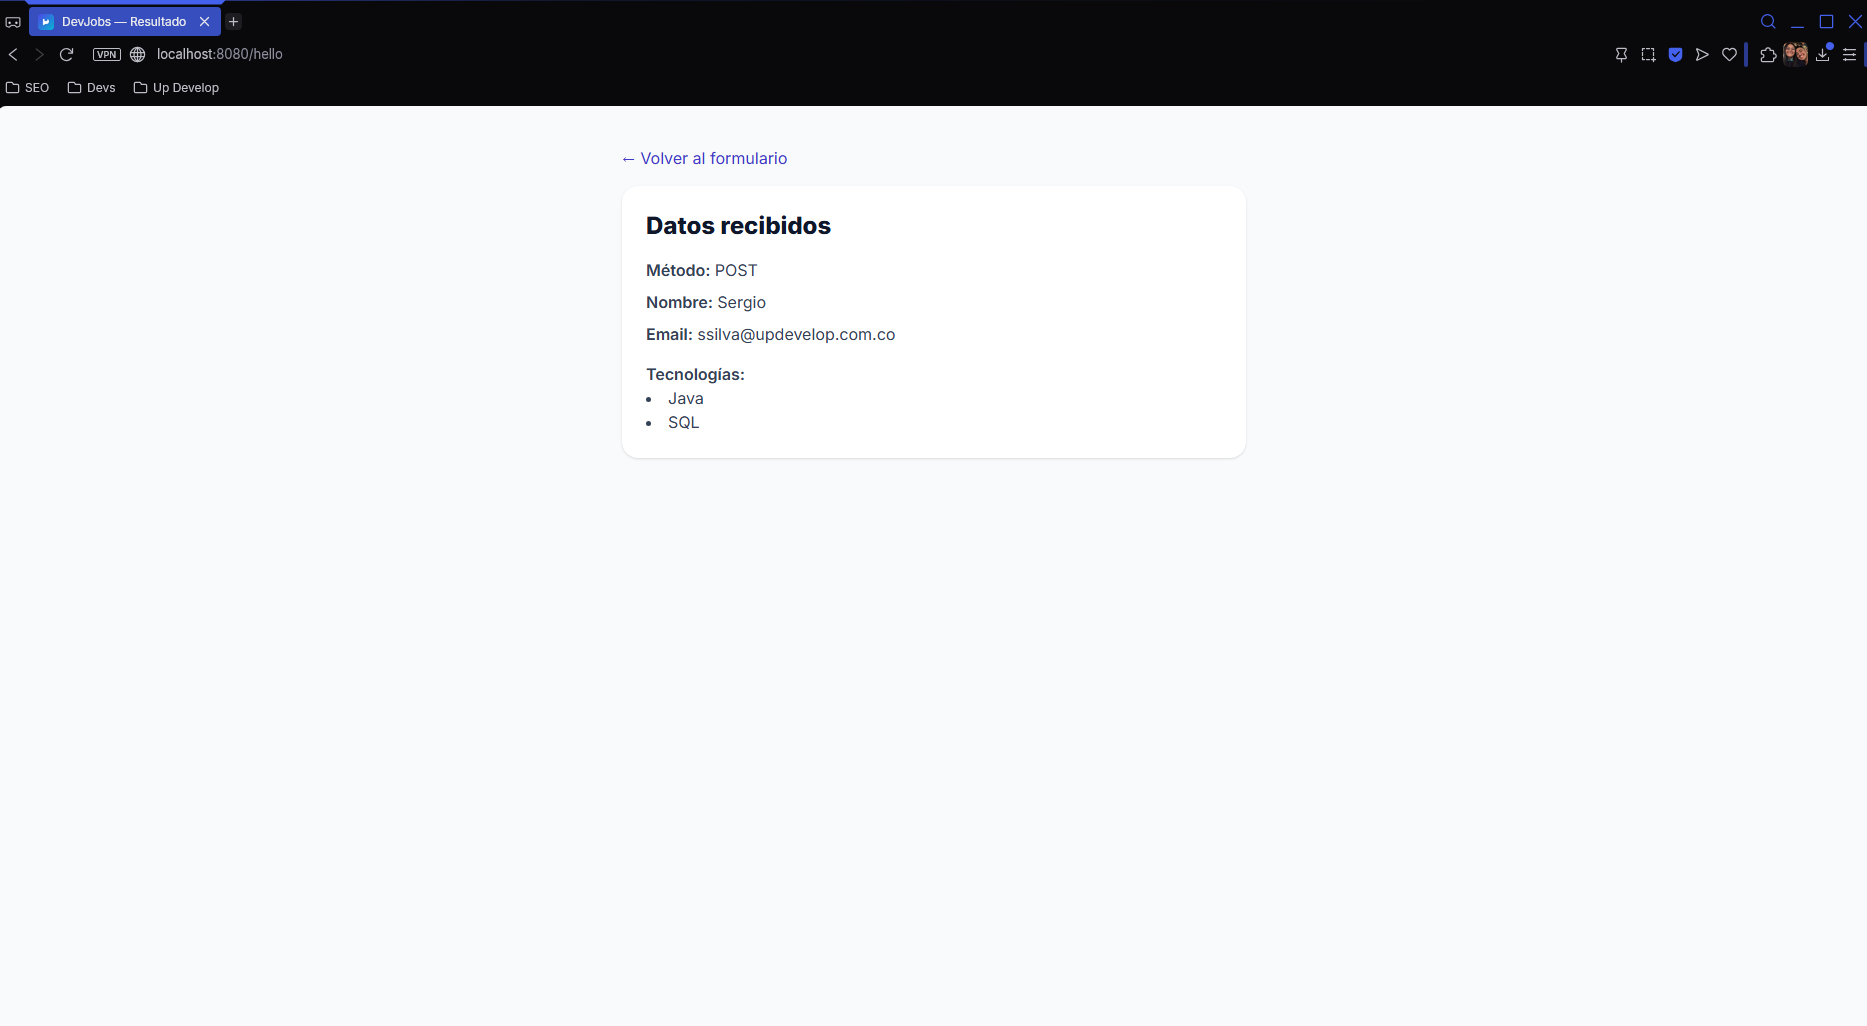 DevJobs — Resultado
VPN
localhost:8080/hello
SEO
Devs
Up Develop
← Volver al formulario
Datos recibidos
Método: POST
Nombre: Sergio
Email: ssilva@updevelop.com.co
Tecnologías:
• Java
• SQL